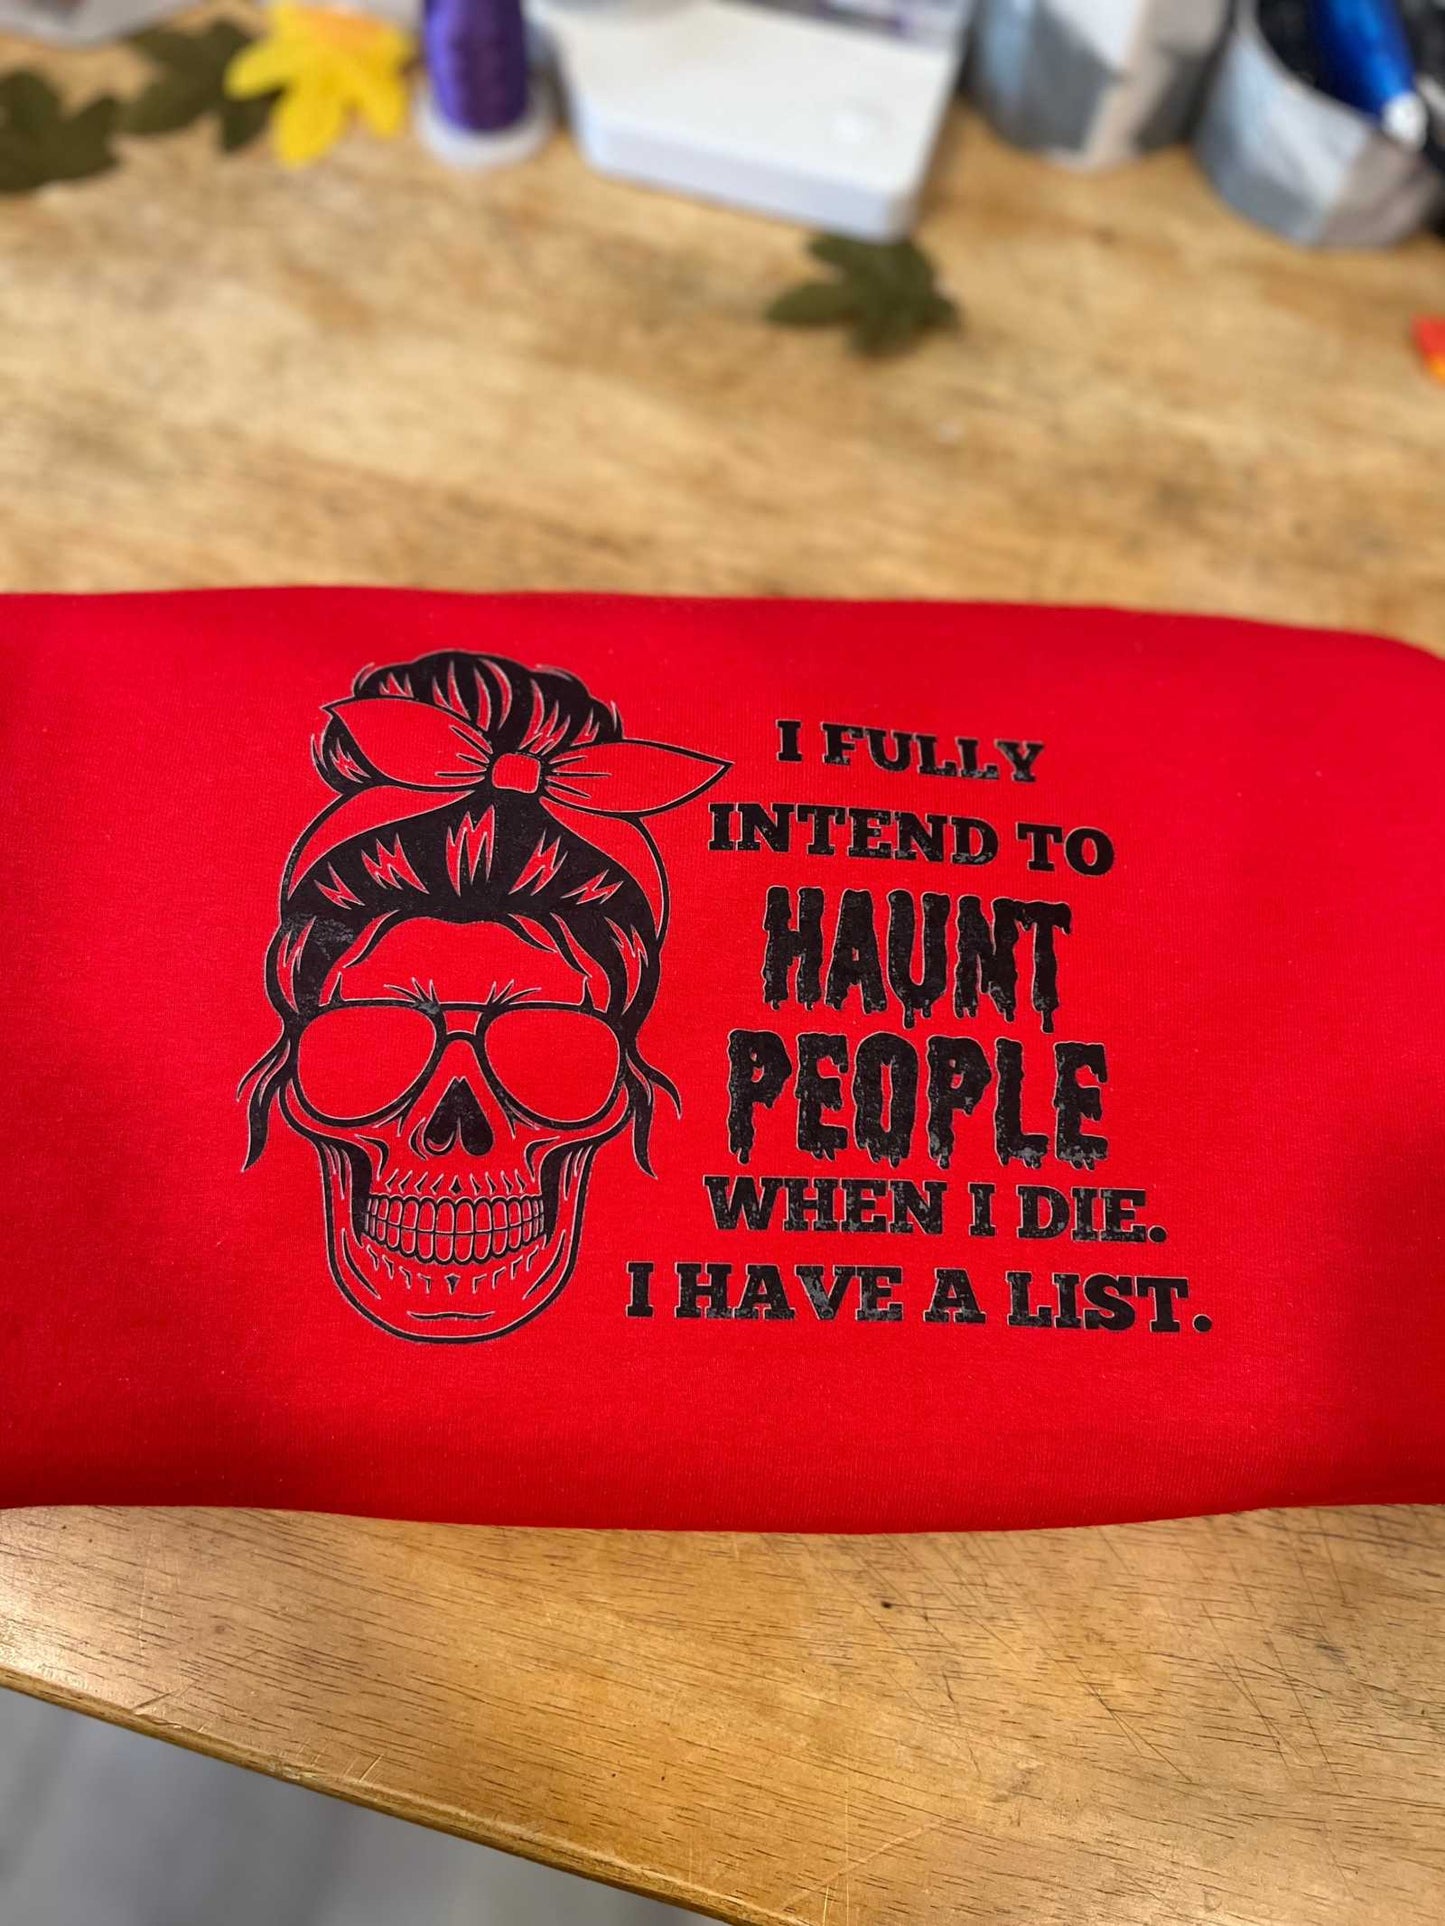 I FULLY
INTEND TO
HAUNT
PEOPLE
WHEN I DIE.
I HAVE A LIST.